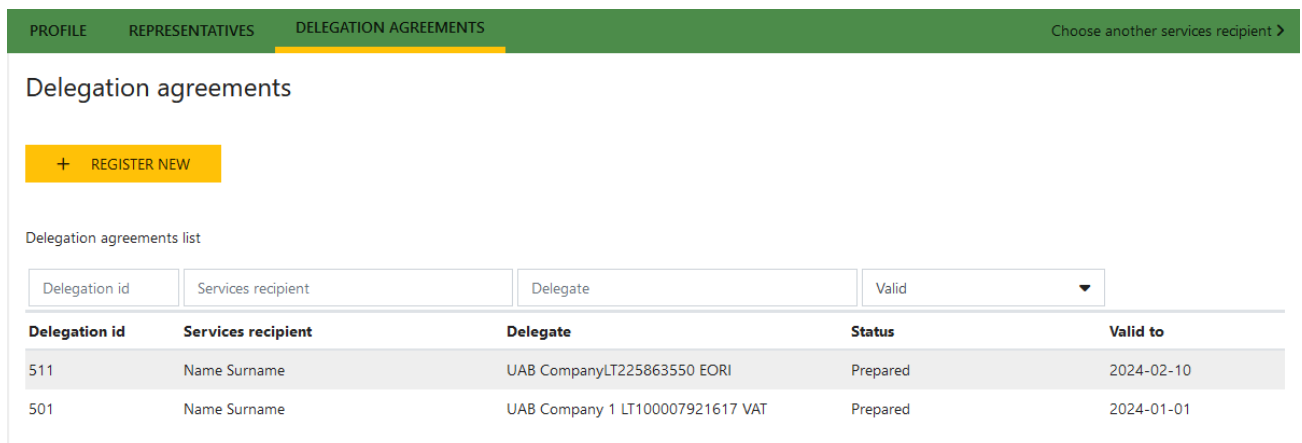 PROFILE REPRESENTATIVES DELEGATION AGREEMENTS Choose another services recipient >
Delegation agreements
+ REGISTER NEW
Delegation agreements list
Delegation id Services recipient Delegate Valid
Delegation id Services recipient Delegate Status Valid to
511 Name Surname UAB CompanyLT225863550 EORI Prepared 2024-02-10
501 Name Surname UAB Company 1 LT100007921617 VAT Prepared 2024-01-01